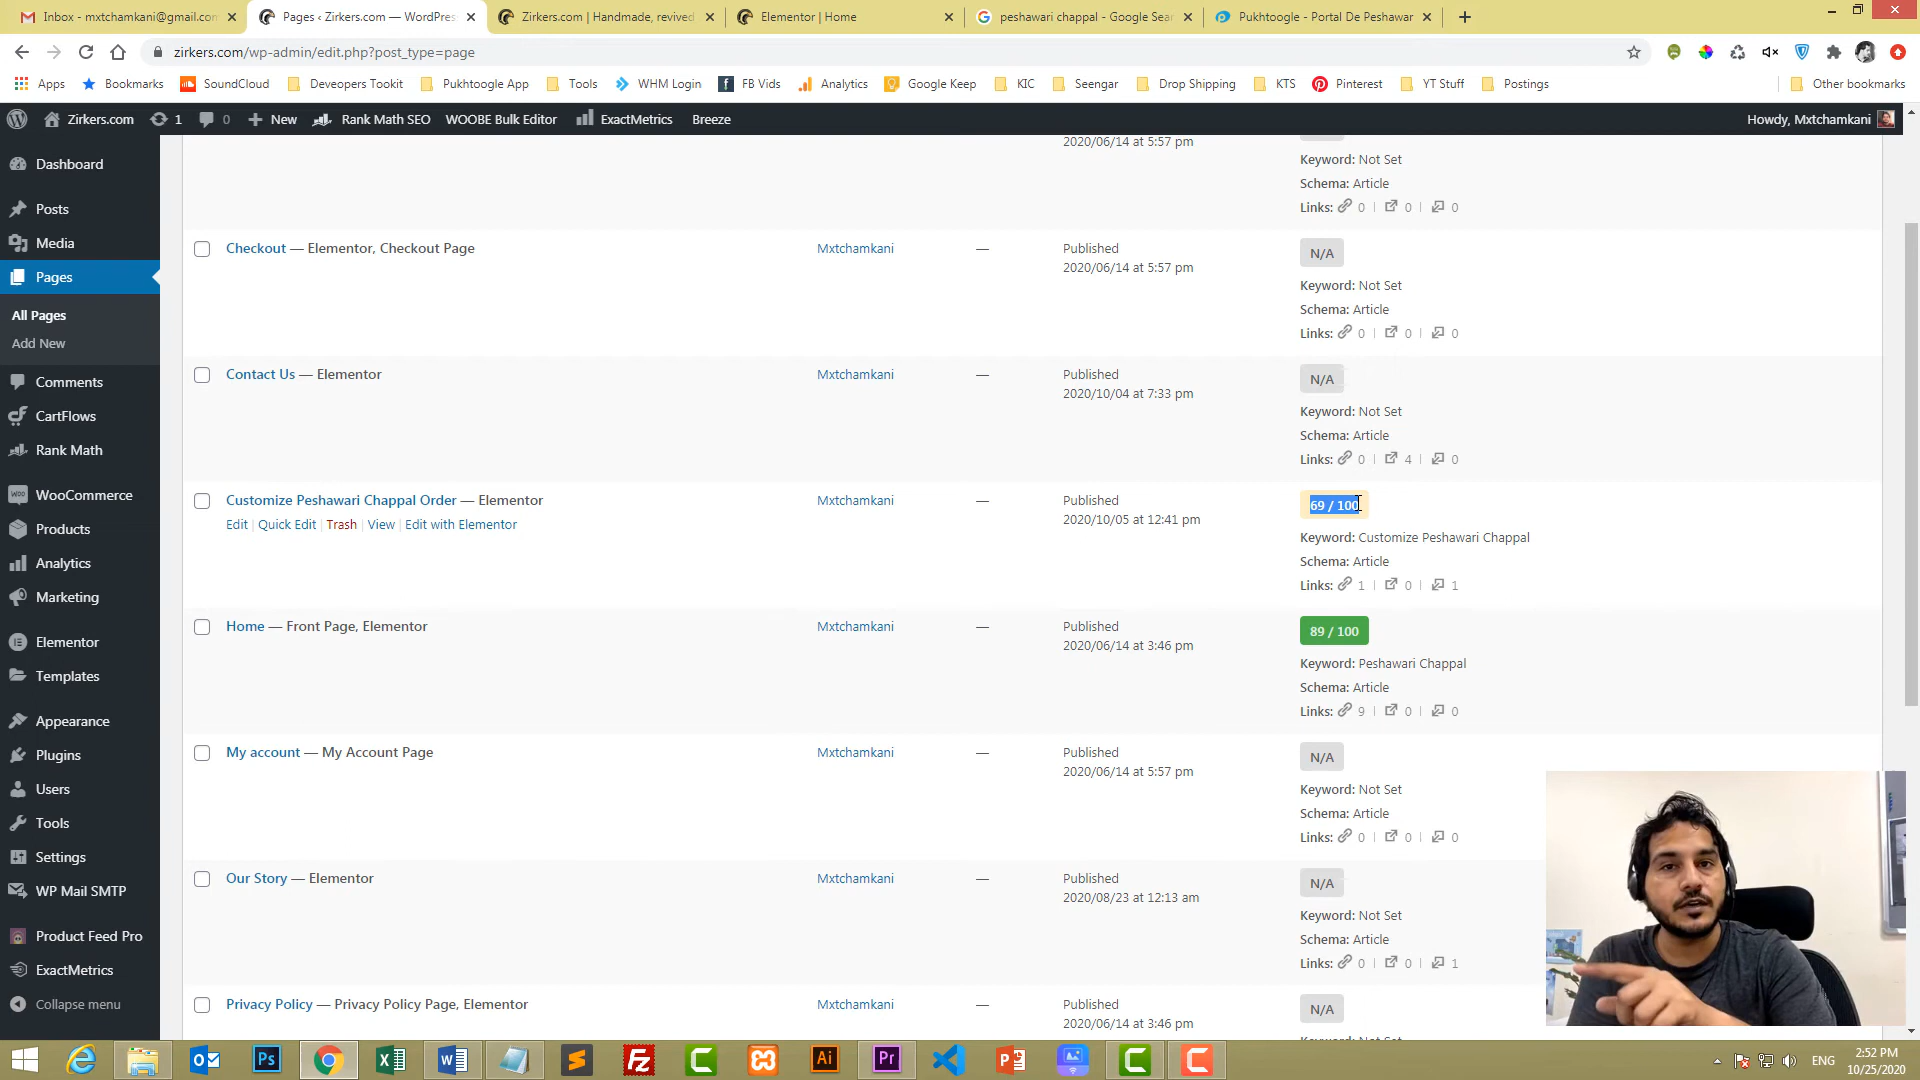 Inbox - mxtchamkani@gmail.com
Pages ‹ Zirkers.com — WordPress
Zirkers.com | Handmade, revived
Elementor | Home
peshawari chappal - Google Sear
Pukhtoogle - Portal De Peshawar
zirkers.com/wp-admin/edit.php?post_type=page
Apps
Bookmarks
SoundCloud
Deveopers Tookit
Pukhtoogle App
Tools
WHM Login
FB Vids
Analytics
Google Keep
KIC
Seengar
Drop Shipping
KTS
Pinterest
YT Stuff
Postings
Other bookmarks
Zirkers.com
1
0
New
Rank Math SEO
WOOBE Bulk Editor
ExactMetrics
Breeze
Howdy, Mxtchamkani
Dashboard
Posts
Media
Pages
All Pages
Add New
Comments
CartFlows
Rank Math
WooCommerce
Products
Analytics
Marketing
Elementor
Templates
Appearance
Plugins
Users
Tools
Settings
WP Mail SMTP
Product Feed Pro
ExactMetrics
Collapse menu
2020/06/14 at 5:57 pm
Keyword: Not Set
Schema: Article
Links: 0 | 0 | 0
Checkout — Elementor, Checkout Page
Mxtchamkani
—
Published
2020/06/14 at 5:57 pm
N/A
Keyword: Not Set
Schema: Article
Links: 0 | 0 | 0
Contact Us — Elementor
Mxtchamkani
—
Published
2020/10/04 at 7:33 pm
N/A
Keyword: Not Set
Schema: Article
Links: 0 | 4 | 0
Customize Peshawari Chappal Order — Elementor
Edit | Quick Edit | Trash | View | Edit with Elementor
Mxtchamkani
—
Published
2020/10/05 at 12:41 pm
69 / 100
Keyword: Customize Peshawari Chappal
Schema: Article
Links: 1 | 0 | 1
Home — Front Page, Elementor
Mxtchamkani
—
Published
2020/06/14 at 3:46 pm
89 / 100
Keyword: Peshawari Chappal
Schema: Article
Links: 9 | 0 | 0
My account — My Account Page
Mxtchamkani
—
Published
2020/06/14 at 5:57 pm
N/A
Keyword: Not Set
Schema: Article
Links: 0 | 0 | 0
Our Story — Elementor
Mxtchamkani
—
Published
2020/08/23 at 12:13 am
N/A
Keyword: Not Set
Schema: Article
Links: 0 | 0 | 1
Privacy Policy — Privacy Policy Page, Elementor
Mxtchamkani
—
Published
2020/06/14 at 3:46 pm
N/A
ENG
2:52 PM
10/25/2020